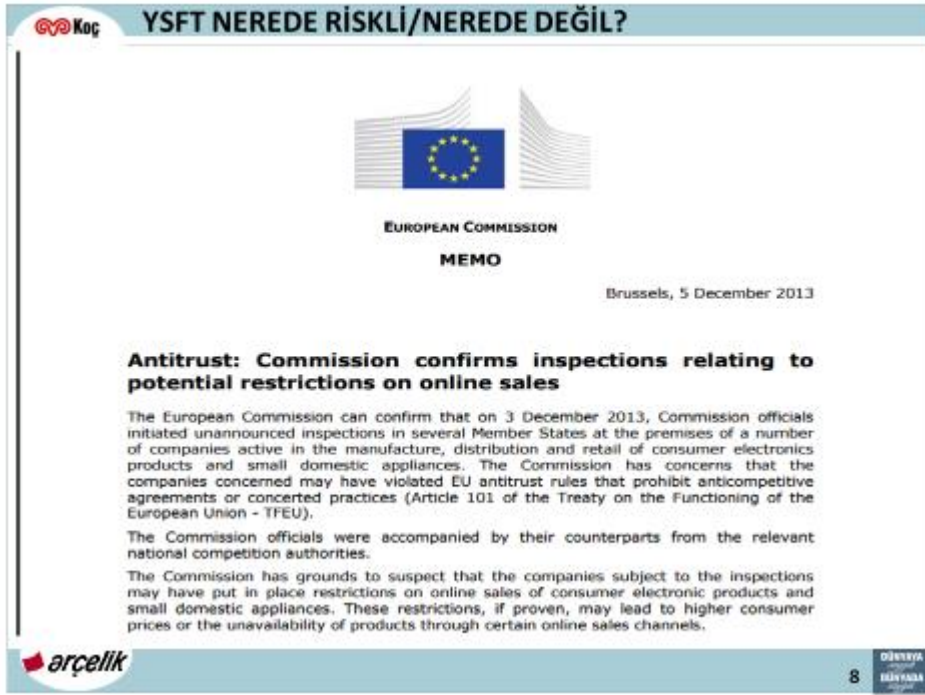 Koç
YSFT NEREDE RİSKLİ/NEREDE DEĞİL?
EUROPEAN COMMISSION
MEMO
Brussels, 5 December 2013
Antitrust: Commission confirms inspections relating to
potential restrictions on online sales
The European Commission can confirm that on 3 December 2013, Commission officials
initiated unannounced inspections in several Member States at the premises of a number
of companies active in the manufacture, distribution and retail of consumer electronics
products and small domestic appliances. The Commission has concerns that the
companies concerned may have violated EU antitrust rules that prohibit anticompetitive
agreements or concerted practices (Article 101 of the Treaty on the Functioning of the
European Union - TFEU).
The Commission officials were accompanied by their counterparts from the relevant
national competition authorities.
The Commission has grounds to suspect that the companies subject to the inspections
may have put in place restrictions on online sales of consumer electronic products and
small domestic appliances. These restrictions, if proven, may lead to higher consumer
prices or the unavailability of products through certain online sales channels.
arçelik
8
DÜNYAYA
DÜNYADA